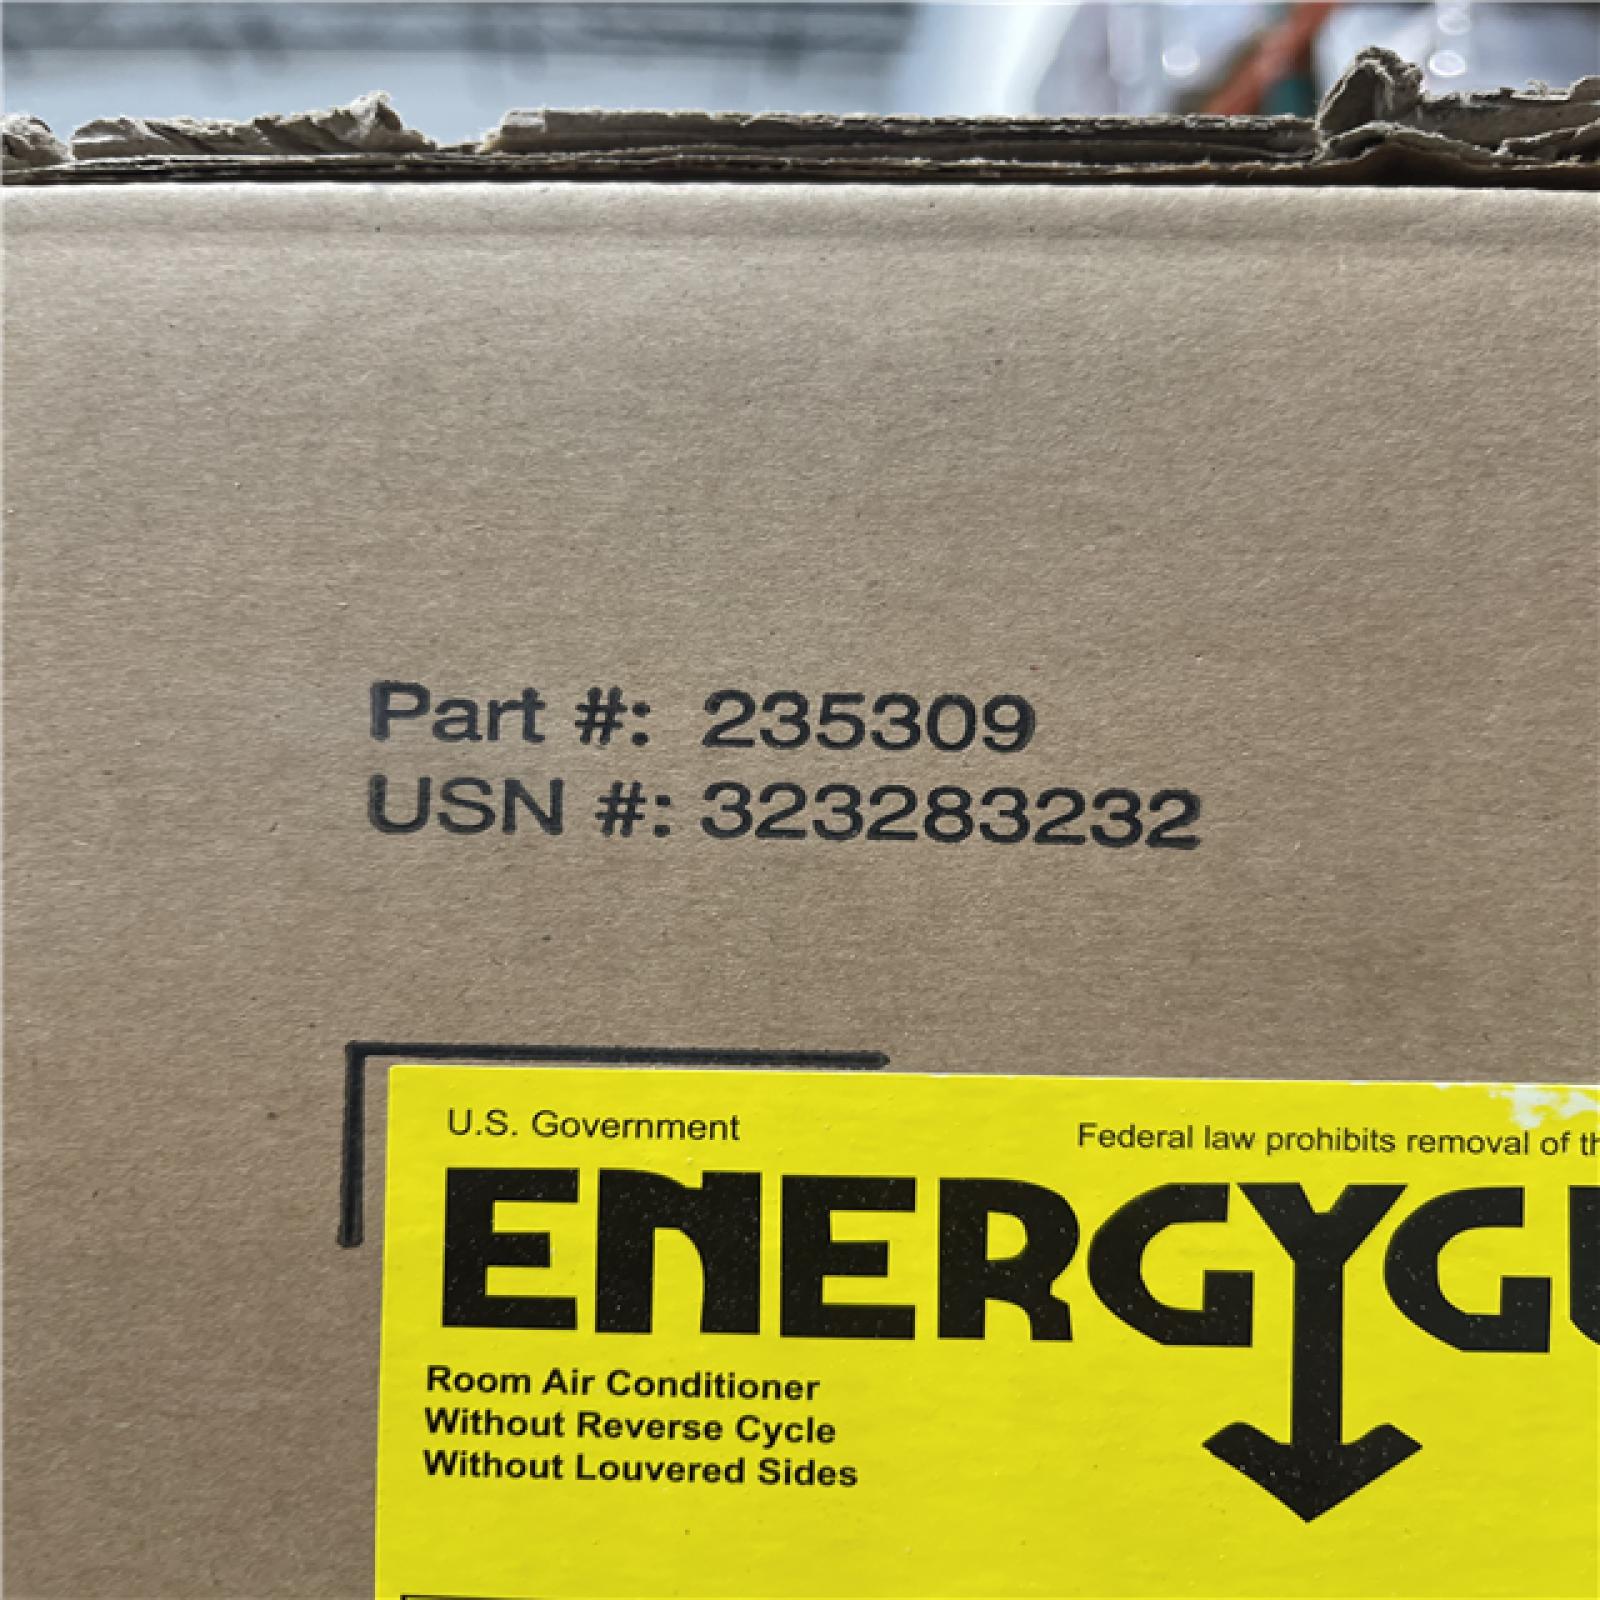 Part #: 235309
USN #: 323283232
U.S. Government
Federal law prohibits removal of
ENERGYGU
Room Air Conditioner
Without Reverse Cycle
Without Louvered Sides